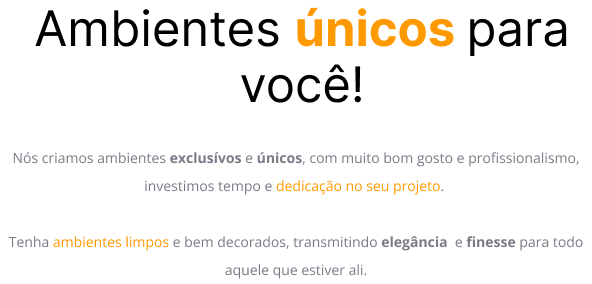 Ambientes únicos para
você!
Nós criamos ambientes exclusívos e únicos, com muito bom gosto e profissionalismo,
investimos tempo e dedicação no seu projeto.
Tenha ambientes limpos e bem decorados, transmitindo elegância  e finesse para todo
aquele que estiver ali.